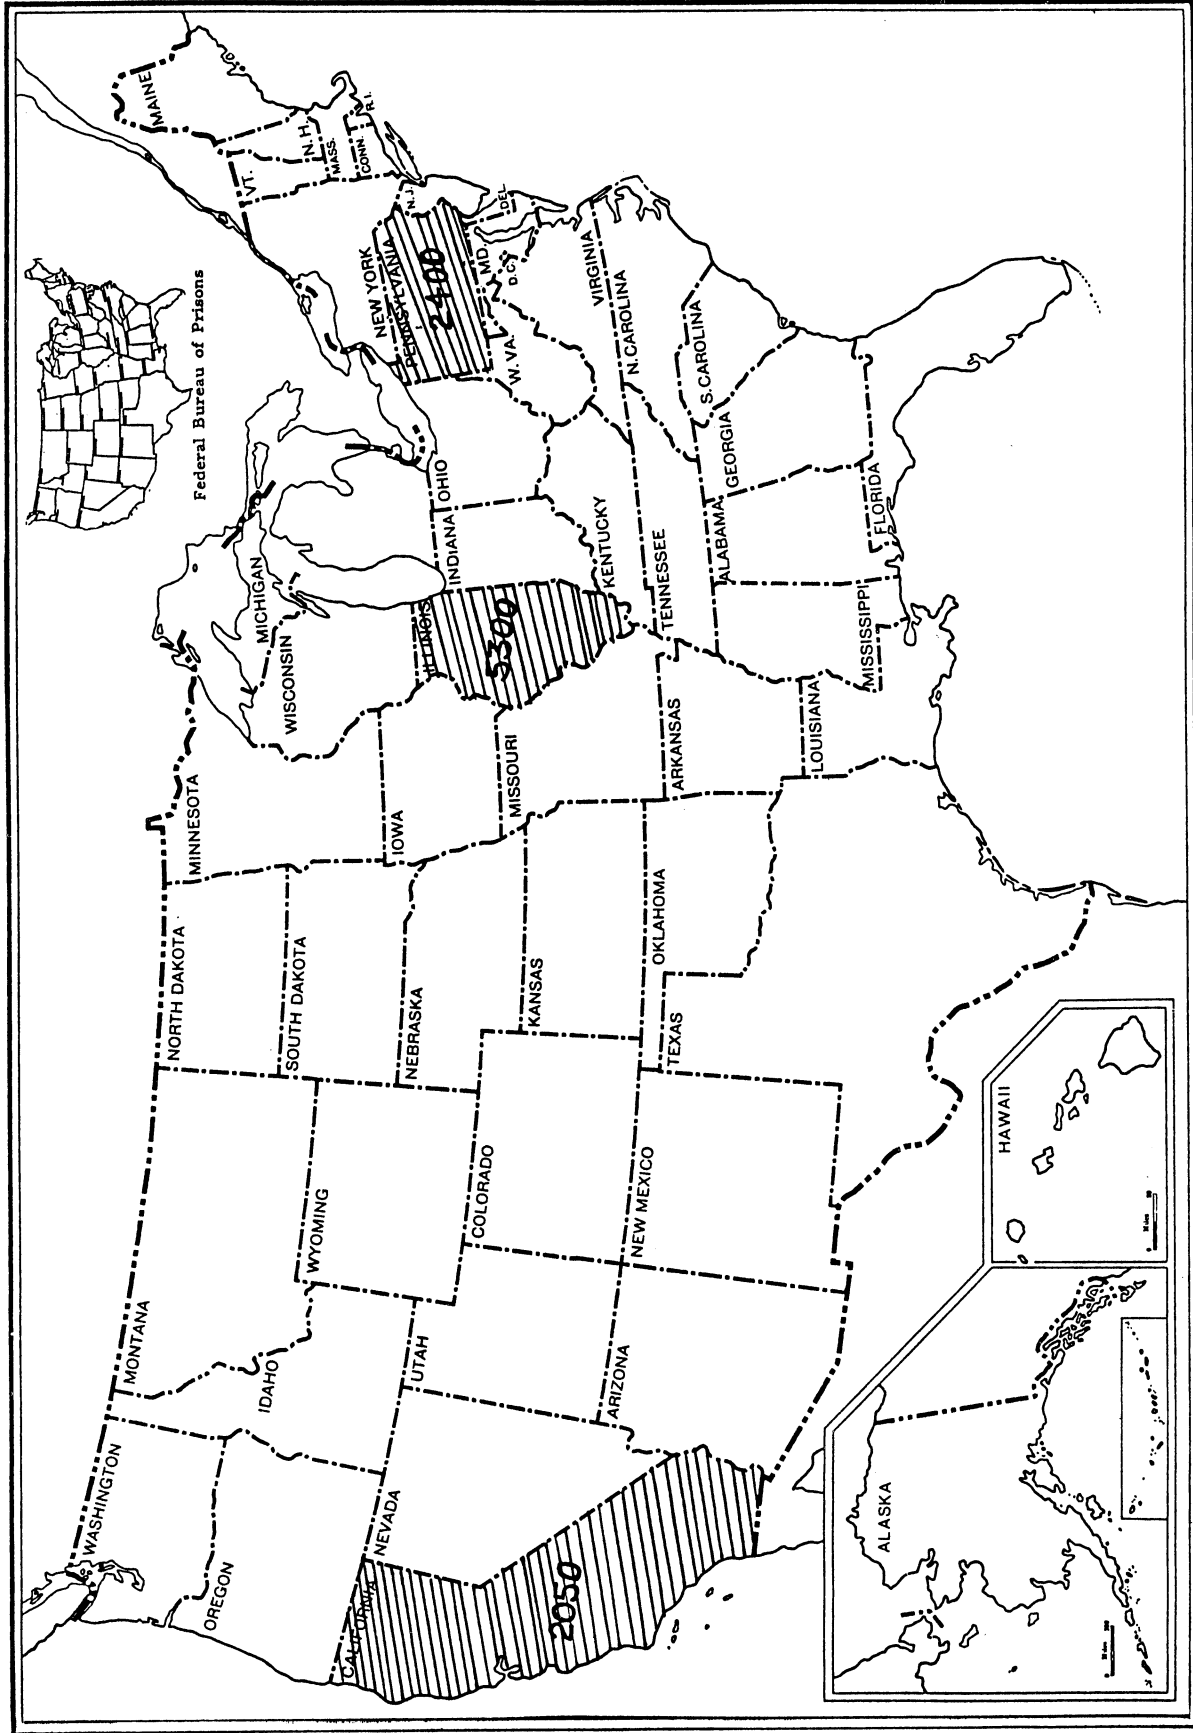 Federal Bureau of Prisons
WASHINGTON
MONTANA
NORTH DAKOTA
MINNESOTA
MAINE
VT.
N.H.
MASS.
CONN.
R.I.
OREGON
IDAHO
WYOMING
SOUTH DAKOTA
WISCONSIN
MICHIGAN
NEW YORK
CALIFORNIA
NEVADA
UTAH
COLORADO
NEBRASKA
IOWA
ILLINOIS
INDIANA
OHIO
PENNSYLVANIA
N.J.
2400
MD.
DEL.
D.C.
W. VA.
VIRGINIA
2050
5300
KANSAS
MISSOURI
KENTUCKY
N. CAROLINA
ARIZONA
NEW MEXICO
OKLAHOMA
TEXAS
ARKANSAS
TENNESSEE
S. CAROLINA
GEORGIA
ALABAMA
MISSISSIPPI
LOUISIANA
FLORIDA
ALASKA
HAWAII